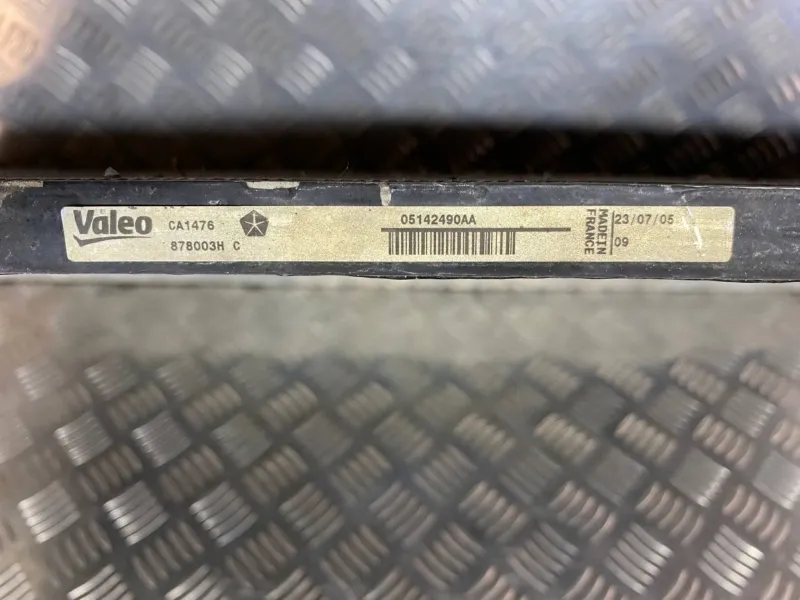 Valeo
CA1476
878003H C
05142490AA
MADE IN
FRANCE
23/07/05
09